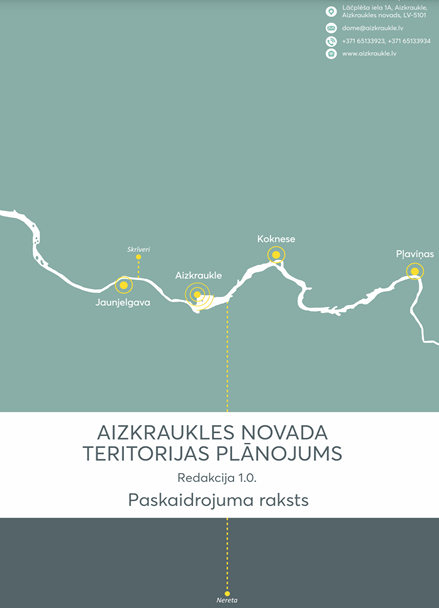 Lāčplēša iela 1A, Aizkraukle,
Aizkraukles novads, LV-5101
dome@aizkraukle.lv
+371 65133923, +371 65133934
www.aizkraukle.lv
Koknese
Skrīveri
Pļaviņas
Aizkraukle
Jaunjelgava
AIZKRAUKLES NOVADA
TERITORIJAS PLĀNOJUMS
Redakcija 1.0.
Paskaidrojuma raksts
Nereta